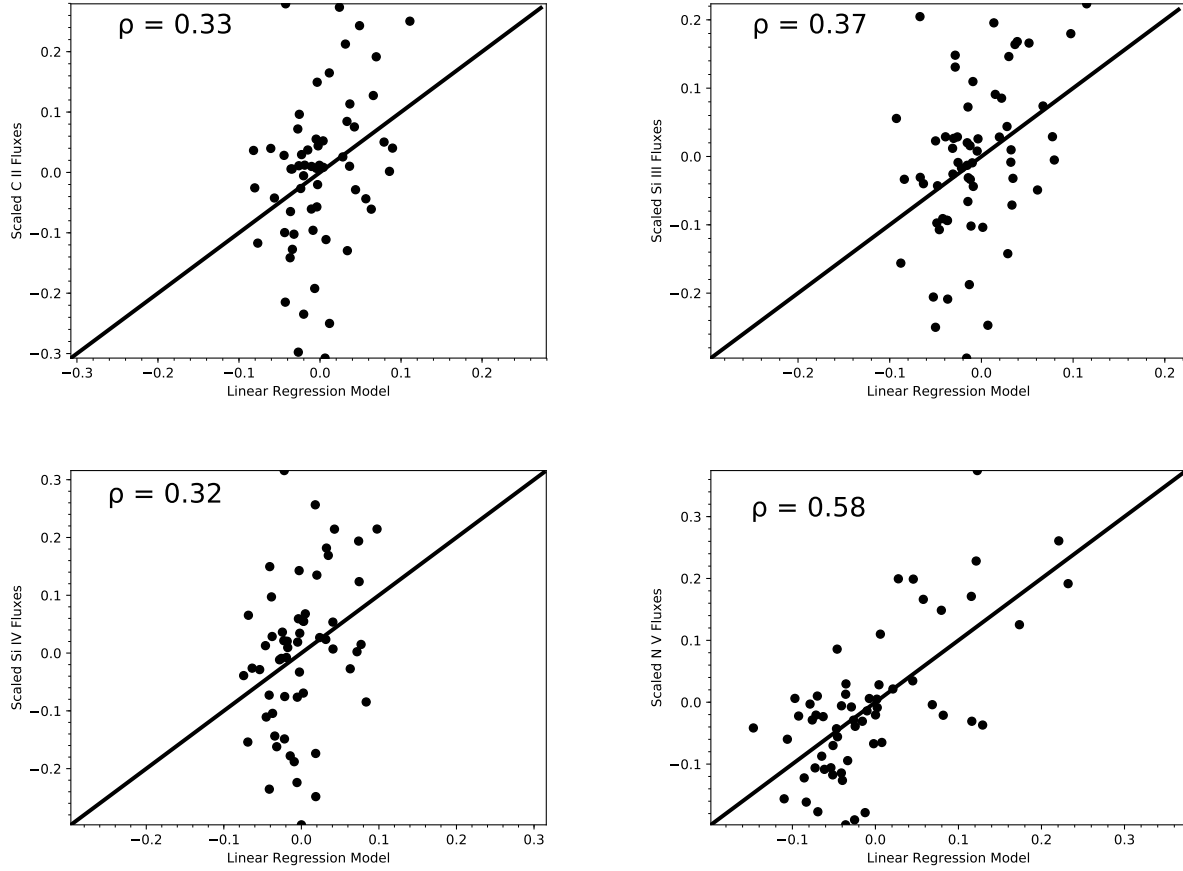 ρ = 0.33
Scaled C II Fluxes
0.2
0.1
0.0
−0.1
−0.2
−0.3
−0.3 −0.2 −0.1 0.0 0.1 0.2
Linear Regression Model
ρ = 0.37
Scaled Si III Fluxes
0.2
0.1
0.0
−0.1
−0.2
−0.2 −0.1 0.0 0.1 0.2
Linear Regression Model
ρ = 0.32
Scaled Si IV Fluxes
0.3
0.2
0.1
0.0
−0.1
−0.2
−0.2 −0.1 0.0 0.1 0.2 0.3
Linear Regression Model
ρ = 0.58
Scaled N V Fluxes
0.3
0.2
0.1
0.0
−0.1
−0.1 0.0 0.1 0.2 0.3
Linear Regression Model